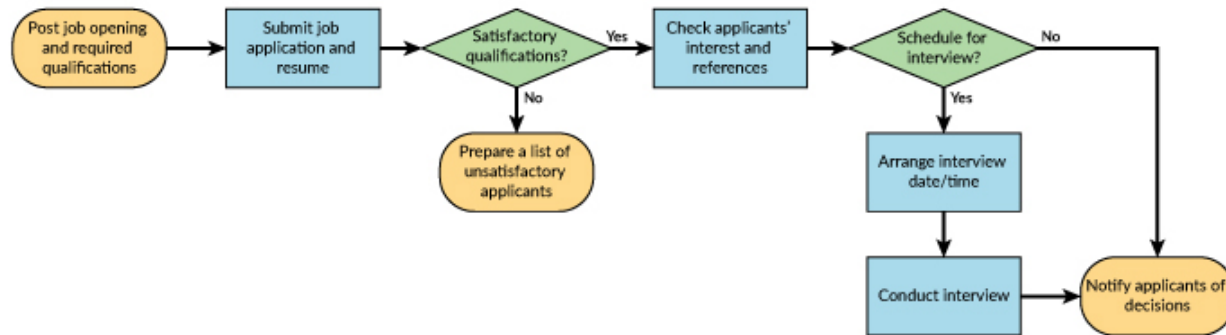 Post job opening
and required
qualifications
Submit job
application and
resume
Satisfactory
qualifications?
Yes
No
Prepare a list of
unsatisfactory
applicants
Check applicants'
interest and
references
Schedule for
interview?
No
Yes
Arrange interview
date/time
Conduct interview
Notify applicants of
decisions